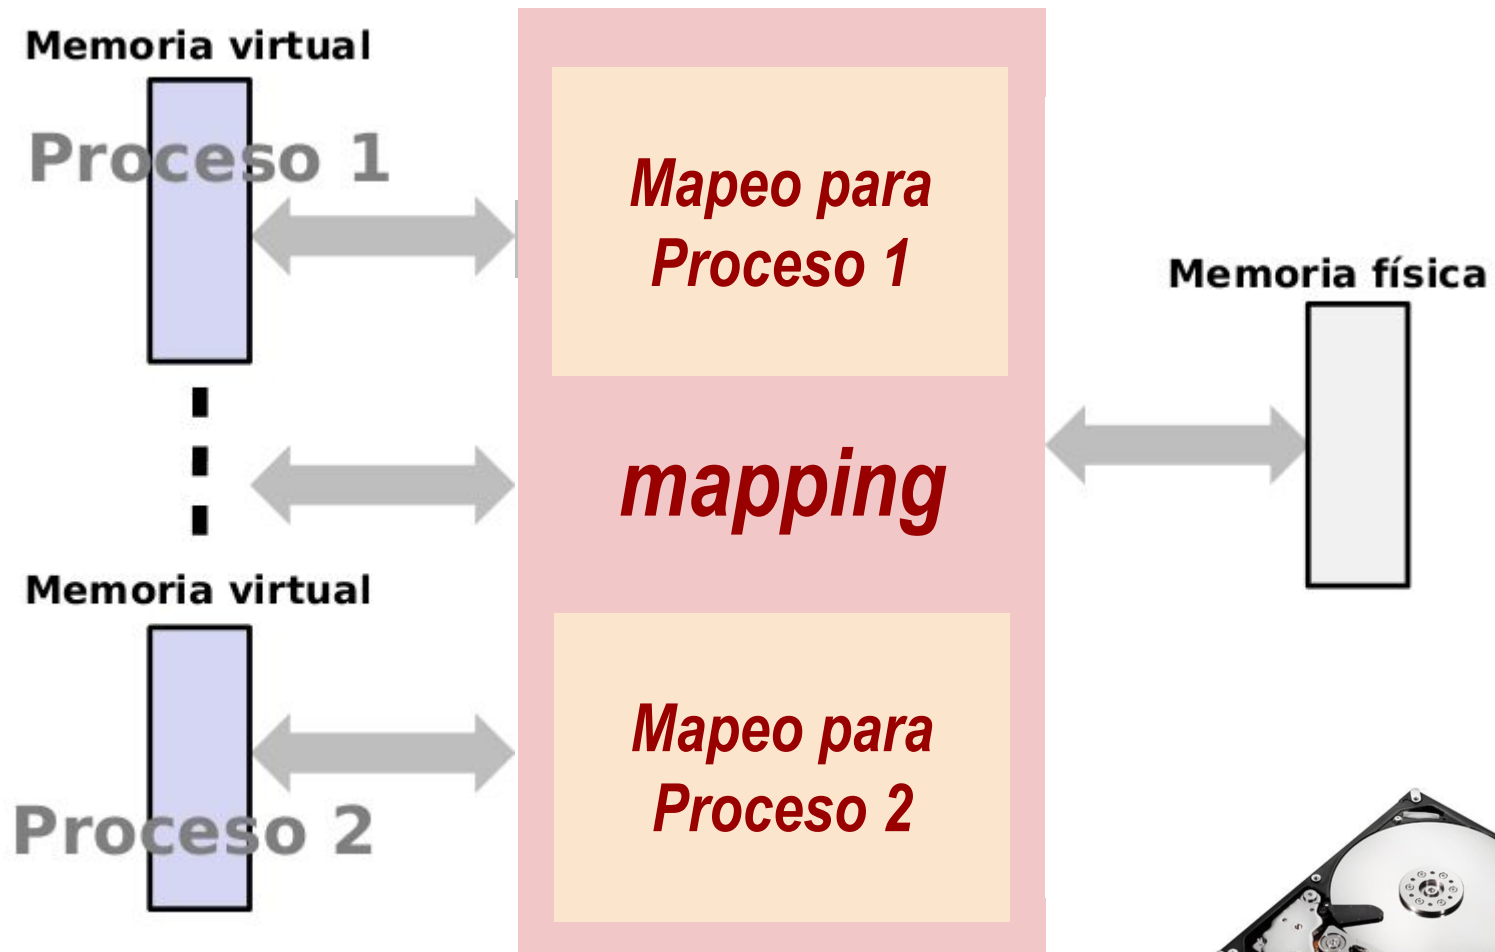 Memoria virtual
Proceso 1
Mapeo para
Proceso 1
Memoria física
mapping
Memoria virtual
Proceso 2
Mapeo para
Proceso 2